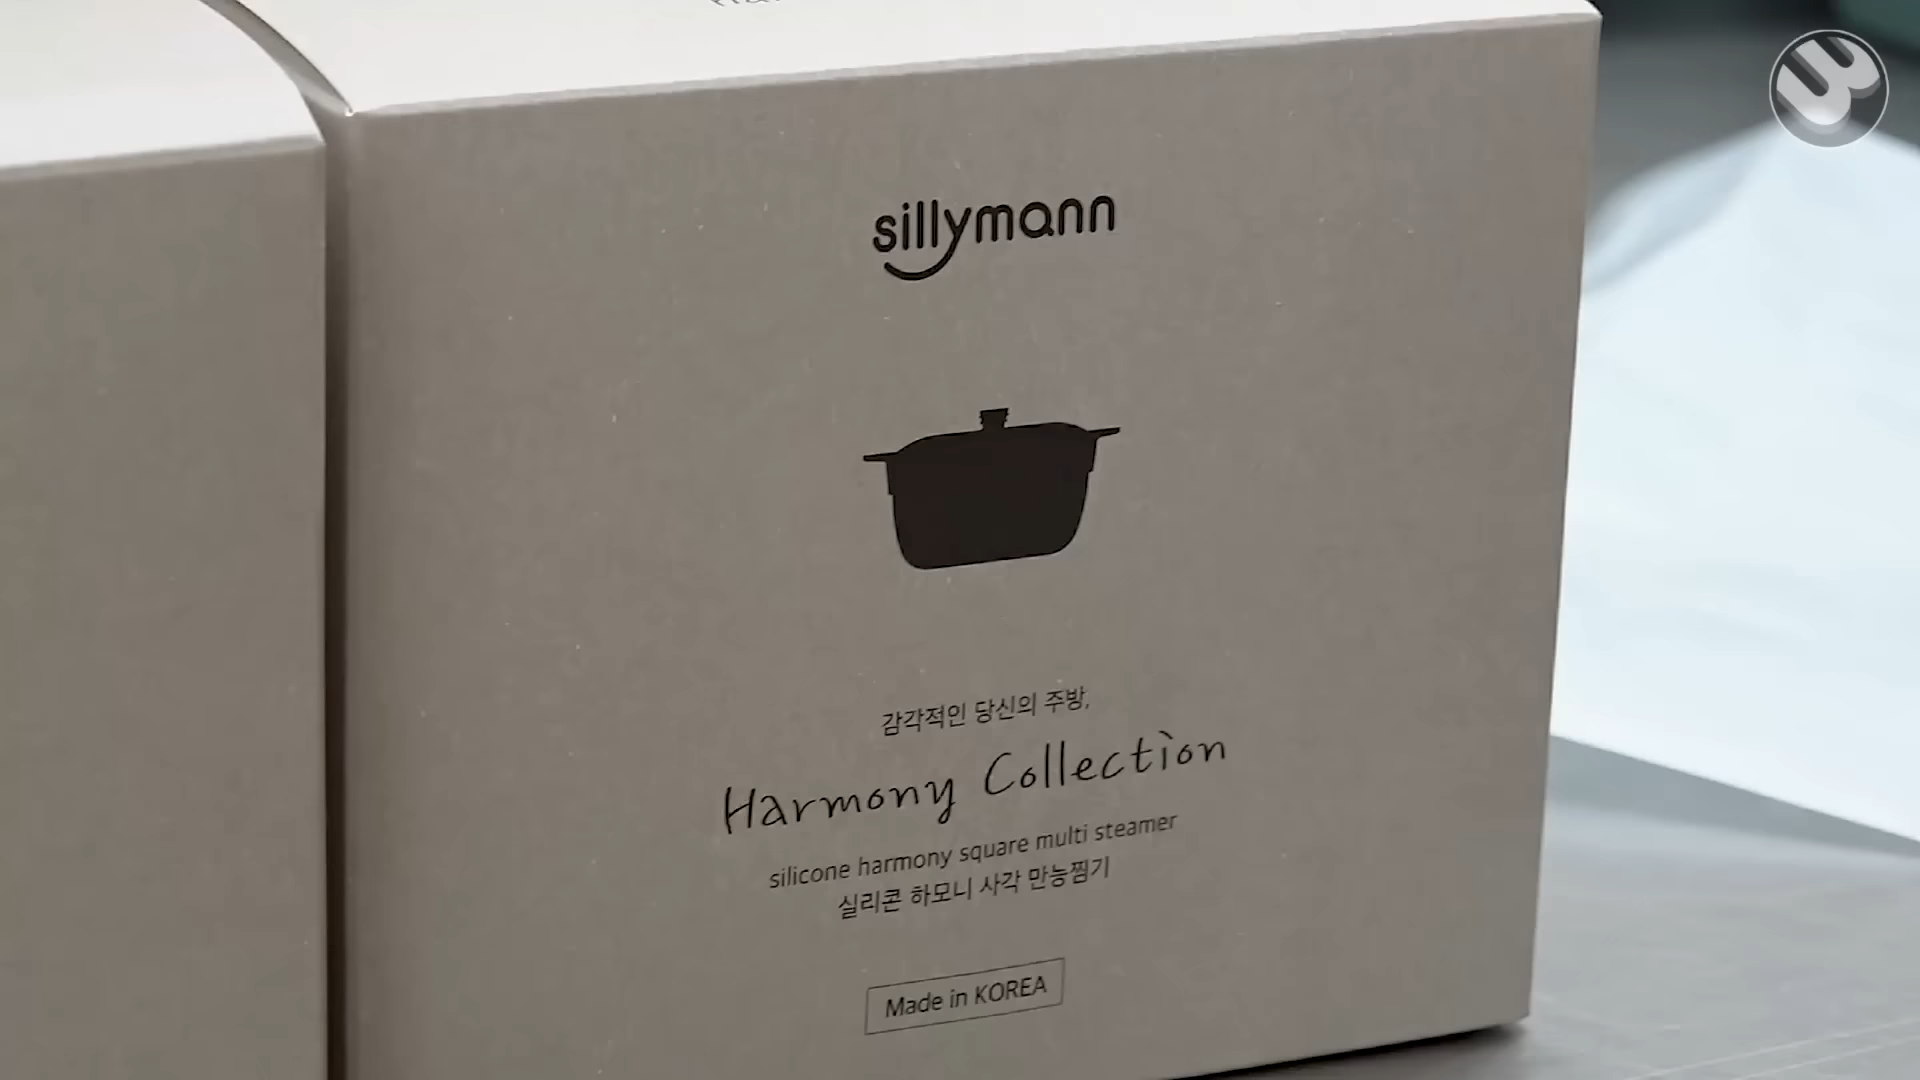 sillymann
감각적인 당신의 주방,
Harmony Collection
silicone harmony square multi steamer
실리콘 하모니 사각 만능찜기
Made in KOREA